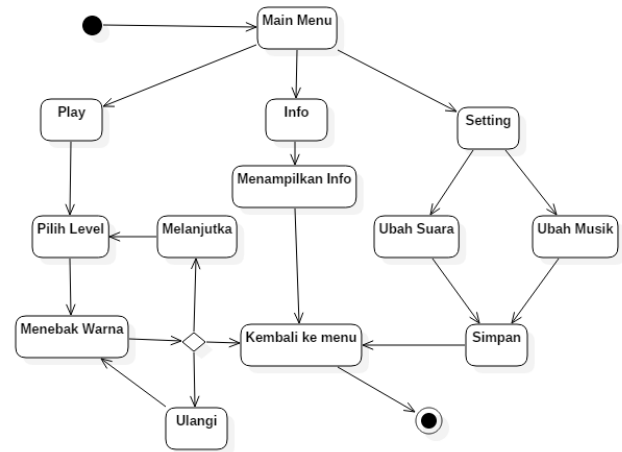 Main Menu
Play
Info
Setting
Menampilkan Info
Pilih Level
Melanjutka
Ubah Suara
Ubah Musik
Menebak Warna
Kembali ke menu
Simpan
Ulangi